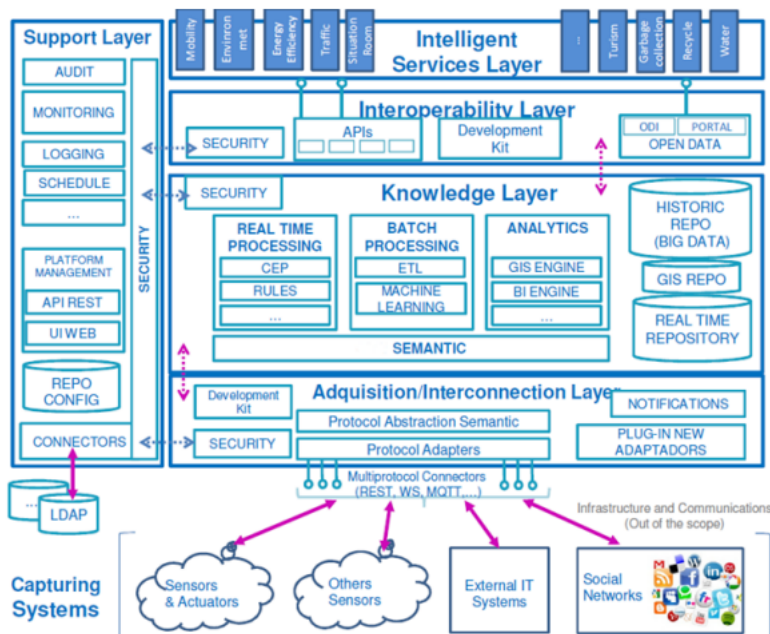 Support Layer
AUDIT
MONITORING
LOGGING
SCHEDULE
...
PLATFORM
MANAGEMENT
API REST
UI WEB
REPO
CONFIG
CONNECTORS
SECURITY
...
LDAP
Mobility
Environ
met
Energy
Efficiency
Traffic
Situation
Room
Intelligent
Services Layer
...
Turism
Garbage
collection
Recycle
Water
Interoperability Layer
SECURITY
APIs
Development
Kit
ODI
PORTAL
OPEN DATA
SECURITY
Knowledge Layer
REAL TIME
PROCESSING
CEP
RULES
...
BATCH
PROCESSING
ETL
MACHINE
LEARNING
ANALYTICS
GIS ENGINE
BI ENGINE
...
SEMANTIC
HISTORIC
REPO
(BIG DATA)
GIS REPO
REAL TIME
REPOSITORY
Adquisition/Interconnection Layer
Development
Kit
SECURITY
Protocol Abstraction Semantic
Protocol Adapters
NOTIFICATIONS
PLUG-IN NEW
ADAPTADORS
Multiprotocol Connectors
(REST, WS, MQTT,...)
Infrastructure and Communications
(Out of the scope)
Capturing
Systems
Sensors
& Actuators
Others
Sensors
External IT
Systems
Social
Networks